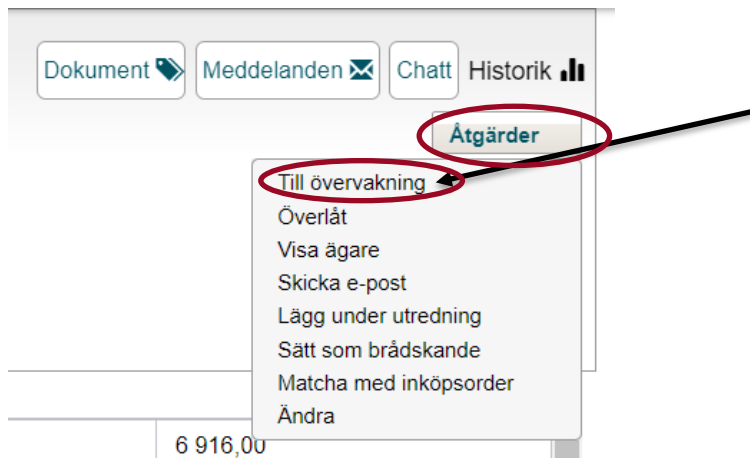 Dokument Meddelanden Chatt Historik
Åtgärder
Till övervakning
Överlåt
Visa ägare
Skicka e-post
Lägg under utredning
Sätt som brådskande
Matcha med inköpsorder
Ändra
6 916,00